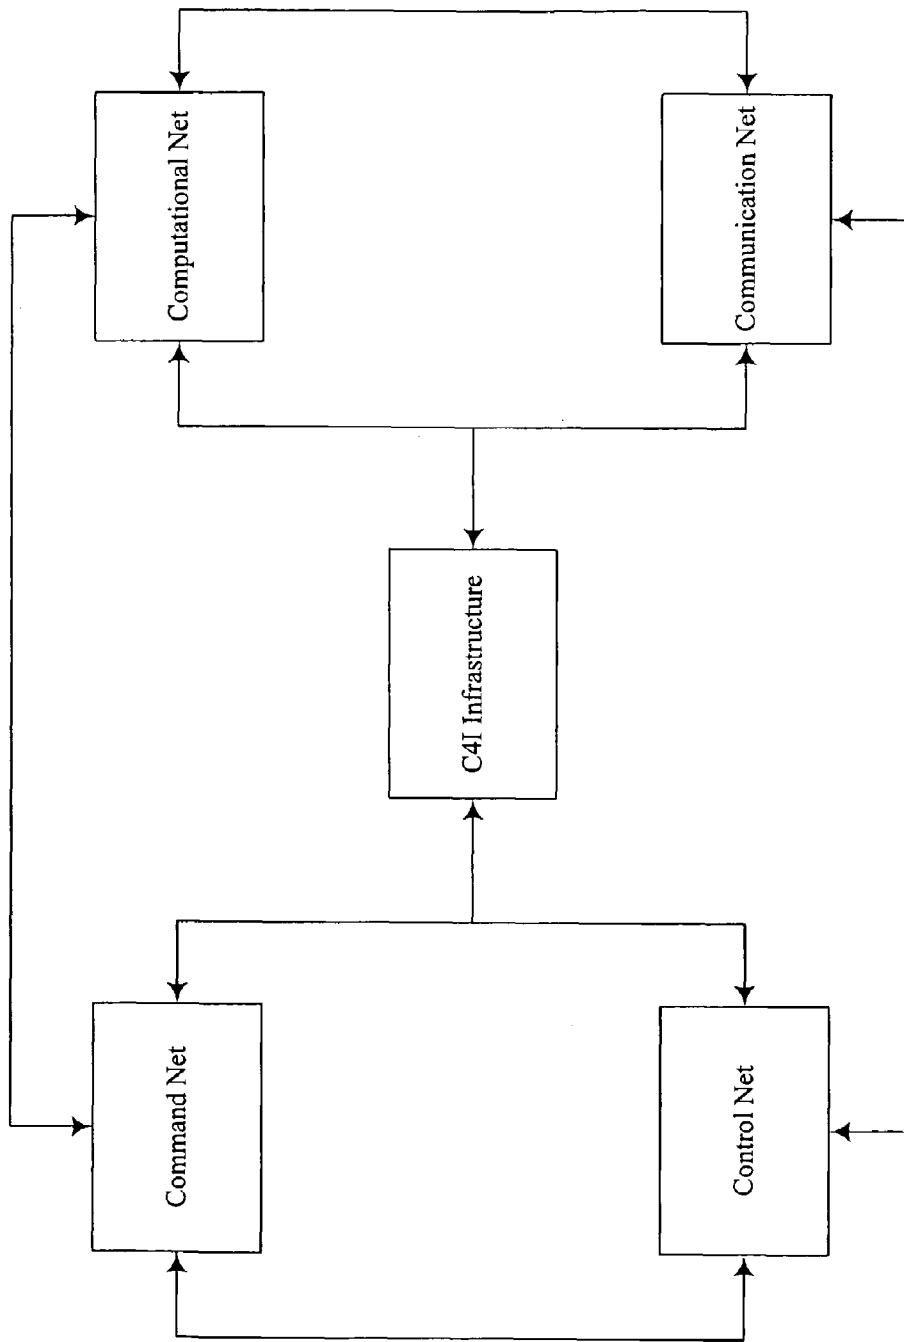 Command Net
Computational Net
C4I Infrastructure
Control Net
Communication Net